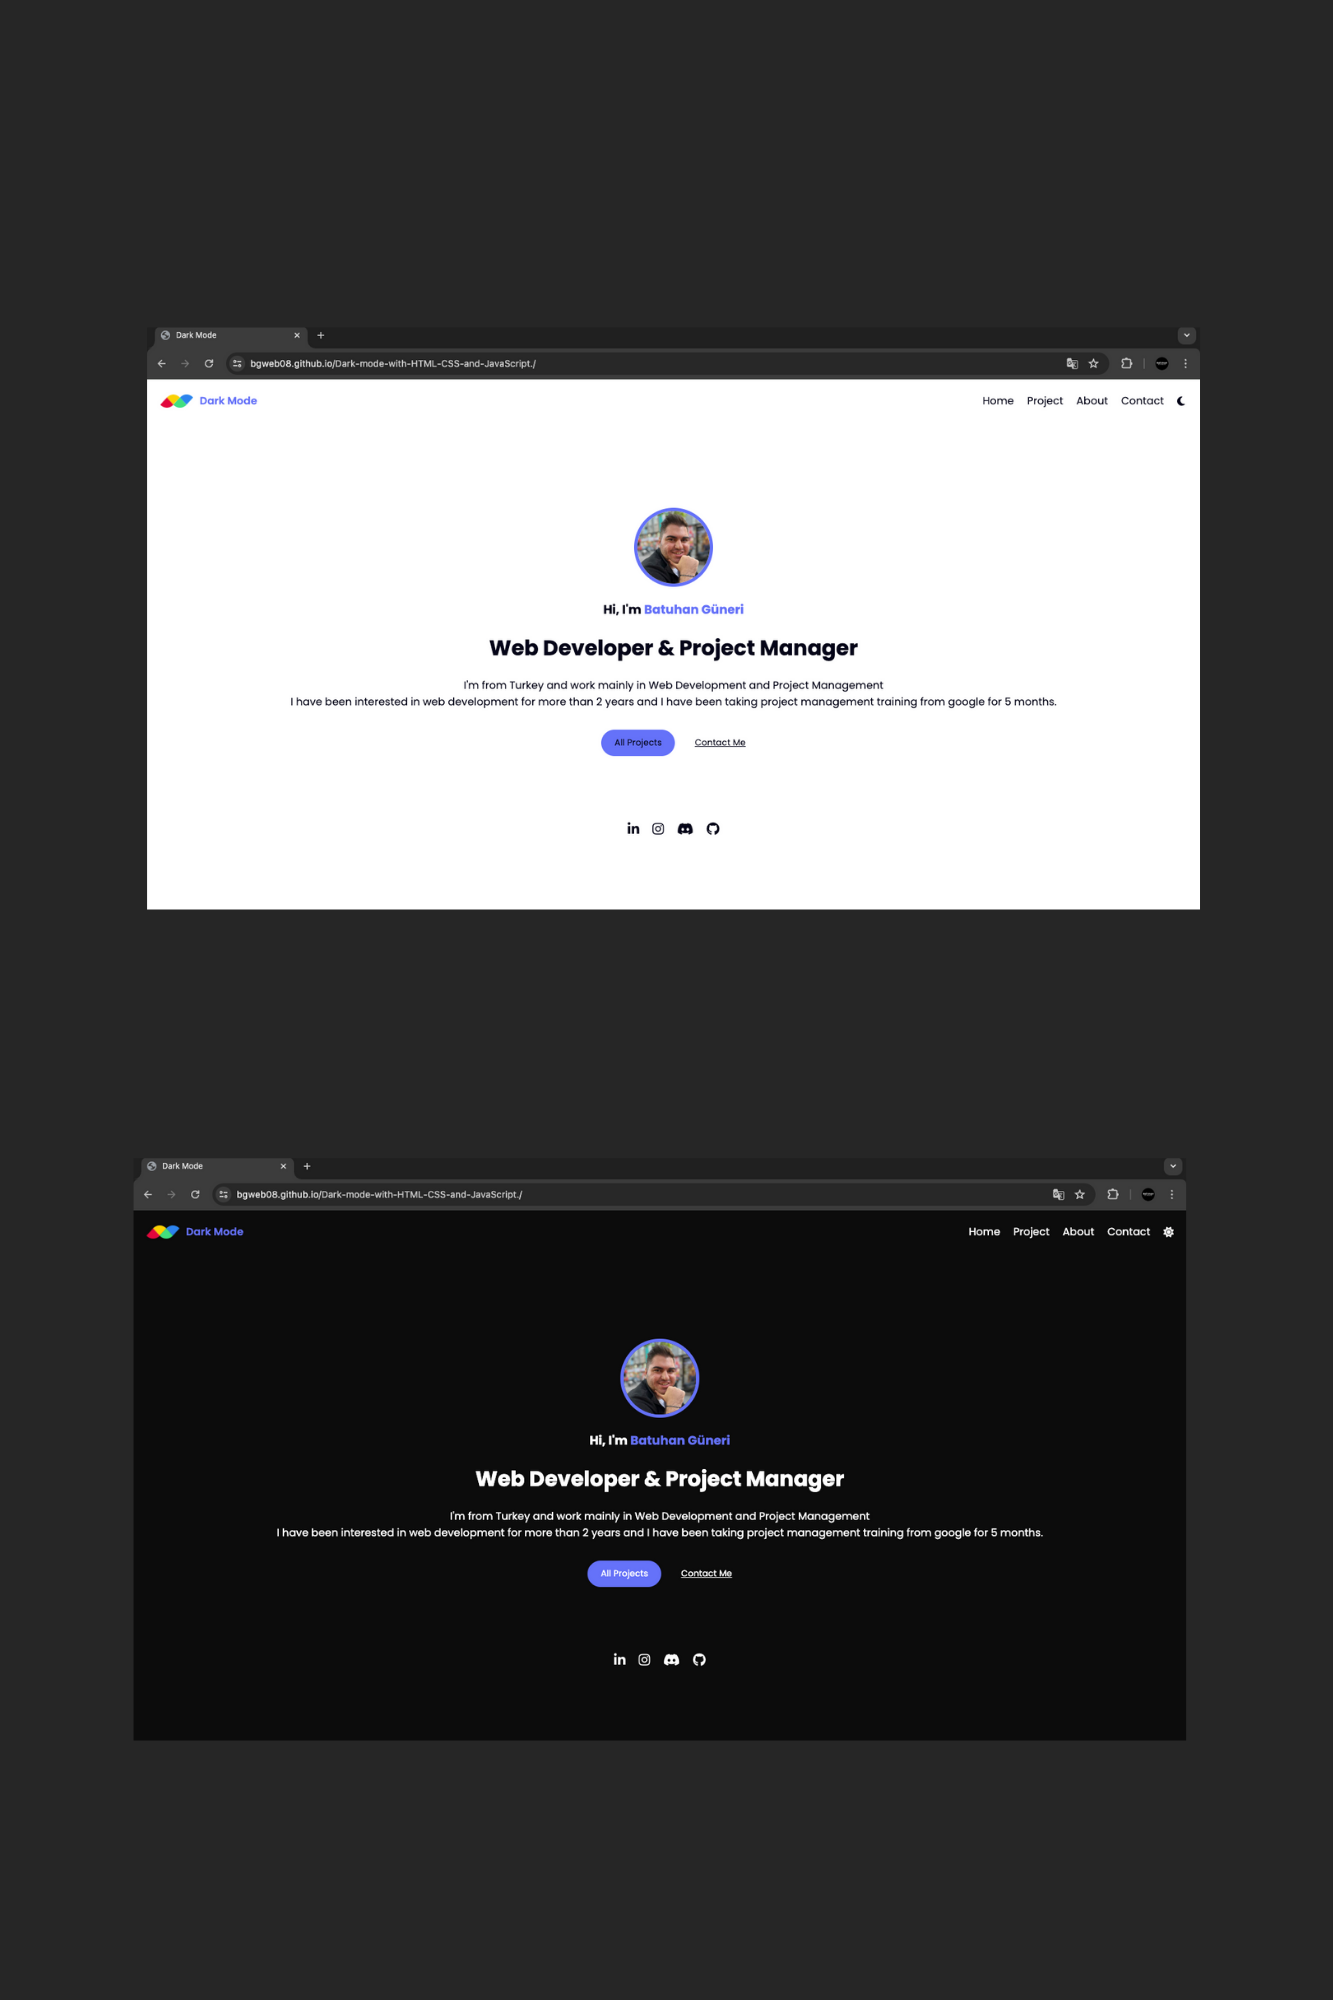 Dark Mode
bgweb08.github.io/Dark-mode-with-HTML-CSS-and-JavaScript./
Dark Mode Home Project About Contact
Hi, I'm Batuhan Güneri
Web Developer & Project Manager
I'm from Turkey and work mainly in Web Development and Project Management
I have been interested in web development for more than 2 years and I have been taking project management training from google for 5 months.
All Projects Contact Me
in
Dark Mode
bgweb08.github.io/Dark-mode-with-HTML-CSS-and-JavaScript./
Dark Mode Home Project About Contact
Hi, I'm Batuhan Güneri
Web Developer & Project Manager
I'm from Turkey and work mainly in Web Development and Project Management
I have been interested in web development for more than 2 years and I have been taking project management training from google for 5 months.
All Projects Contact Me
in